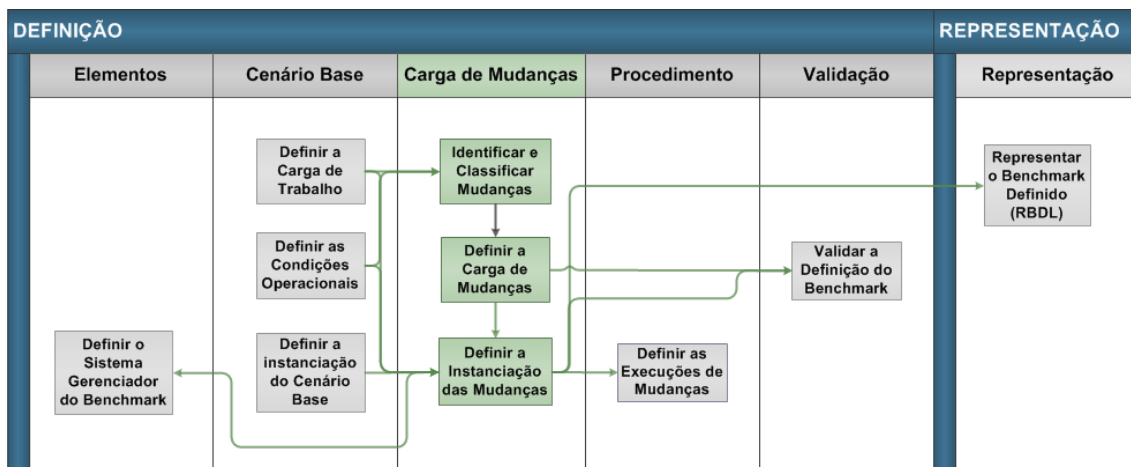 DEFINIÇÃO
REPRESENTAÇÃO
Elementos
Cenário Base
Carga de Mudanças
Procedimento
Validação
Representação
Definir a
Carga de
Trabalho
Identificar e
Classificar
Mudanças
Representar
o Benchmark
Definido
(RBDL)
Definir as
Condições
Operacionais
Definir a
Carga de
Mudanças
Validar a
Definição do
Benchmark
Definir o
Sistema
Gerenciador
do Benchmark
Definir a
instanciação
do Cenário
Base
Definir a
Instanciação
das Mudanças
Definir as
Execuções de
Mudanças